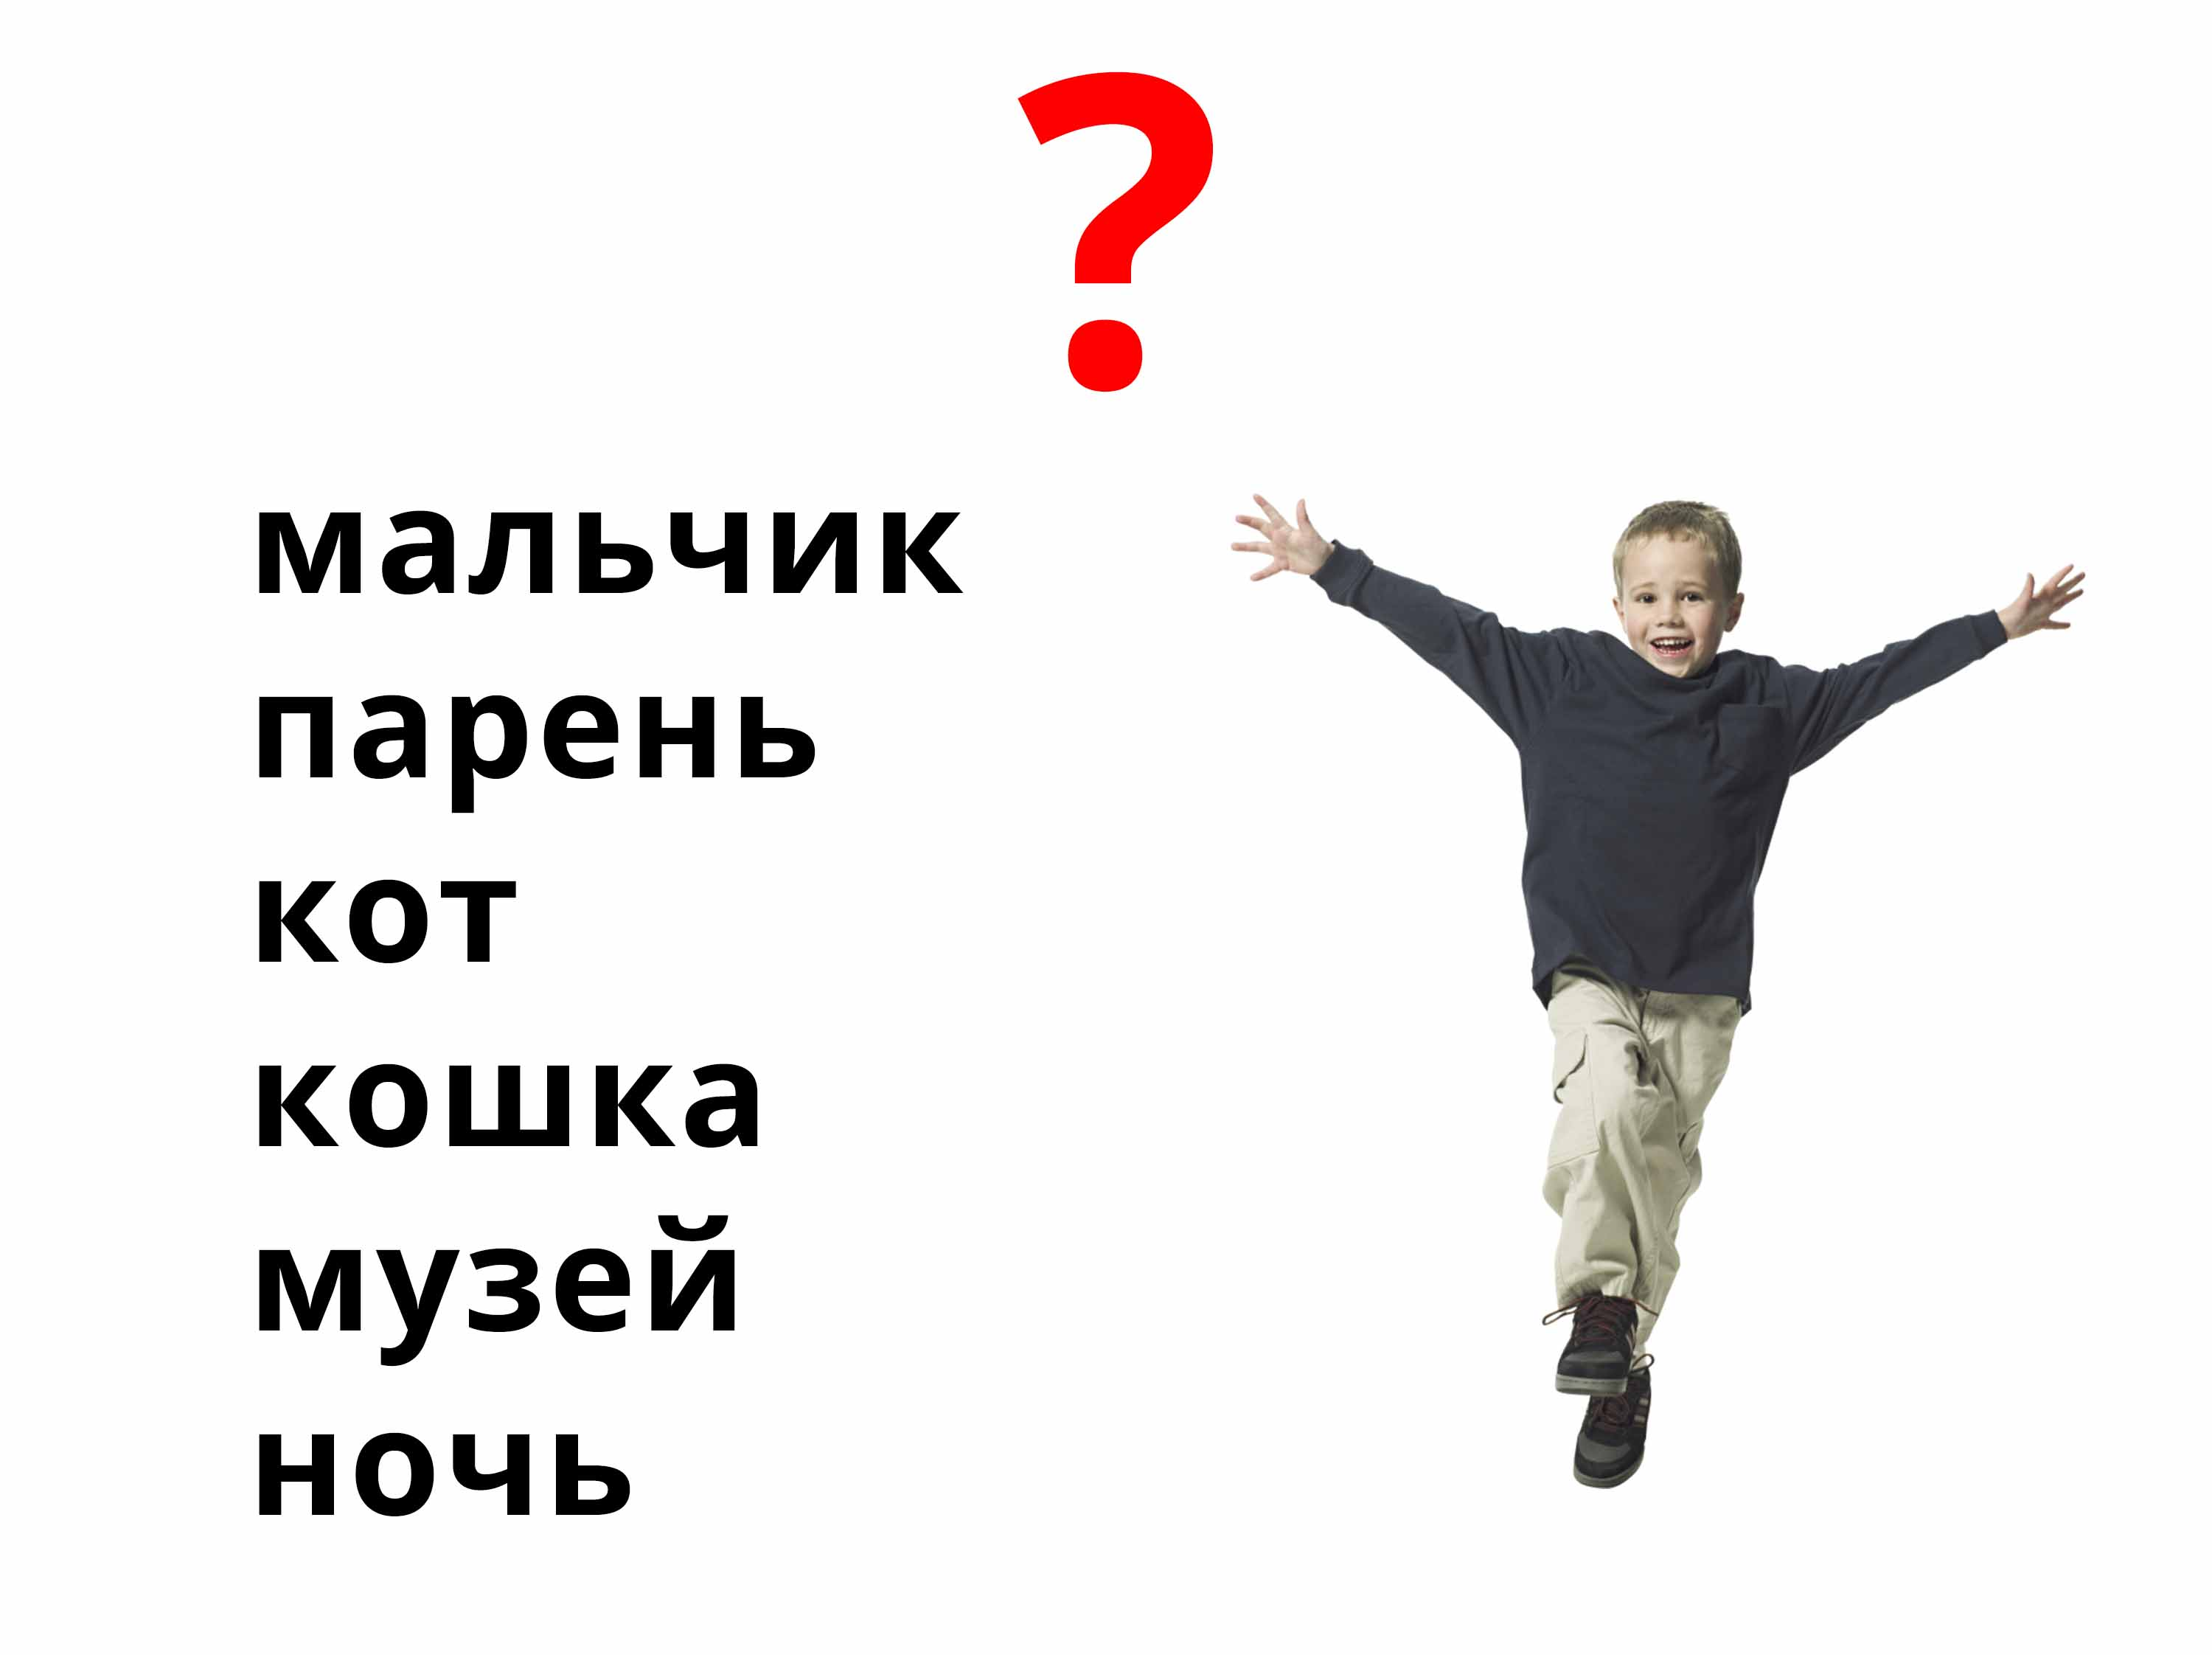 ?
мальчик
парень
кот
кошка
музей
ночь